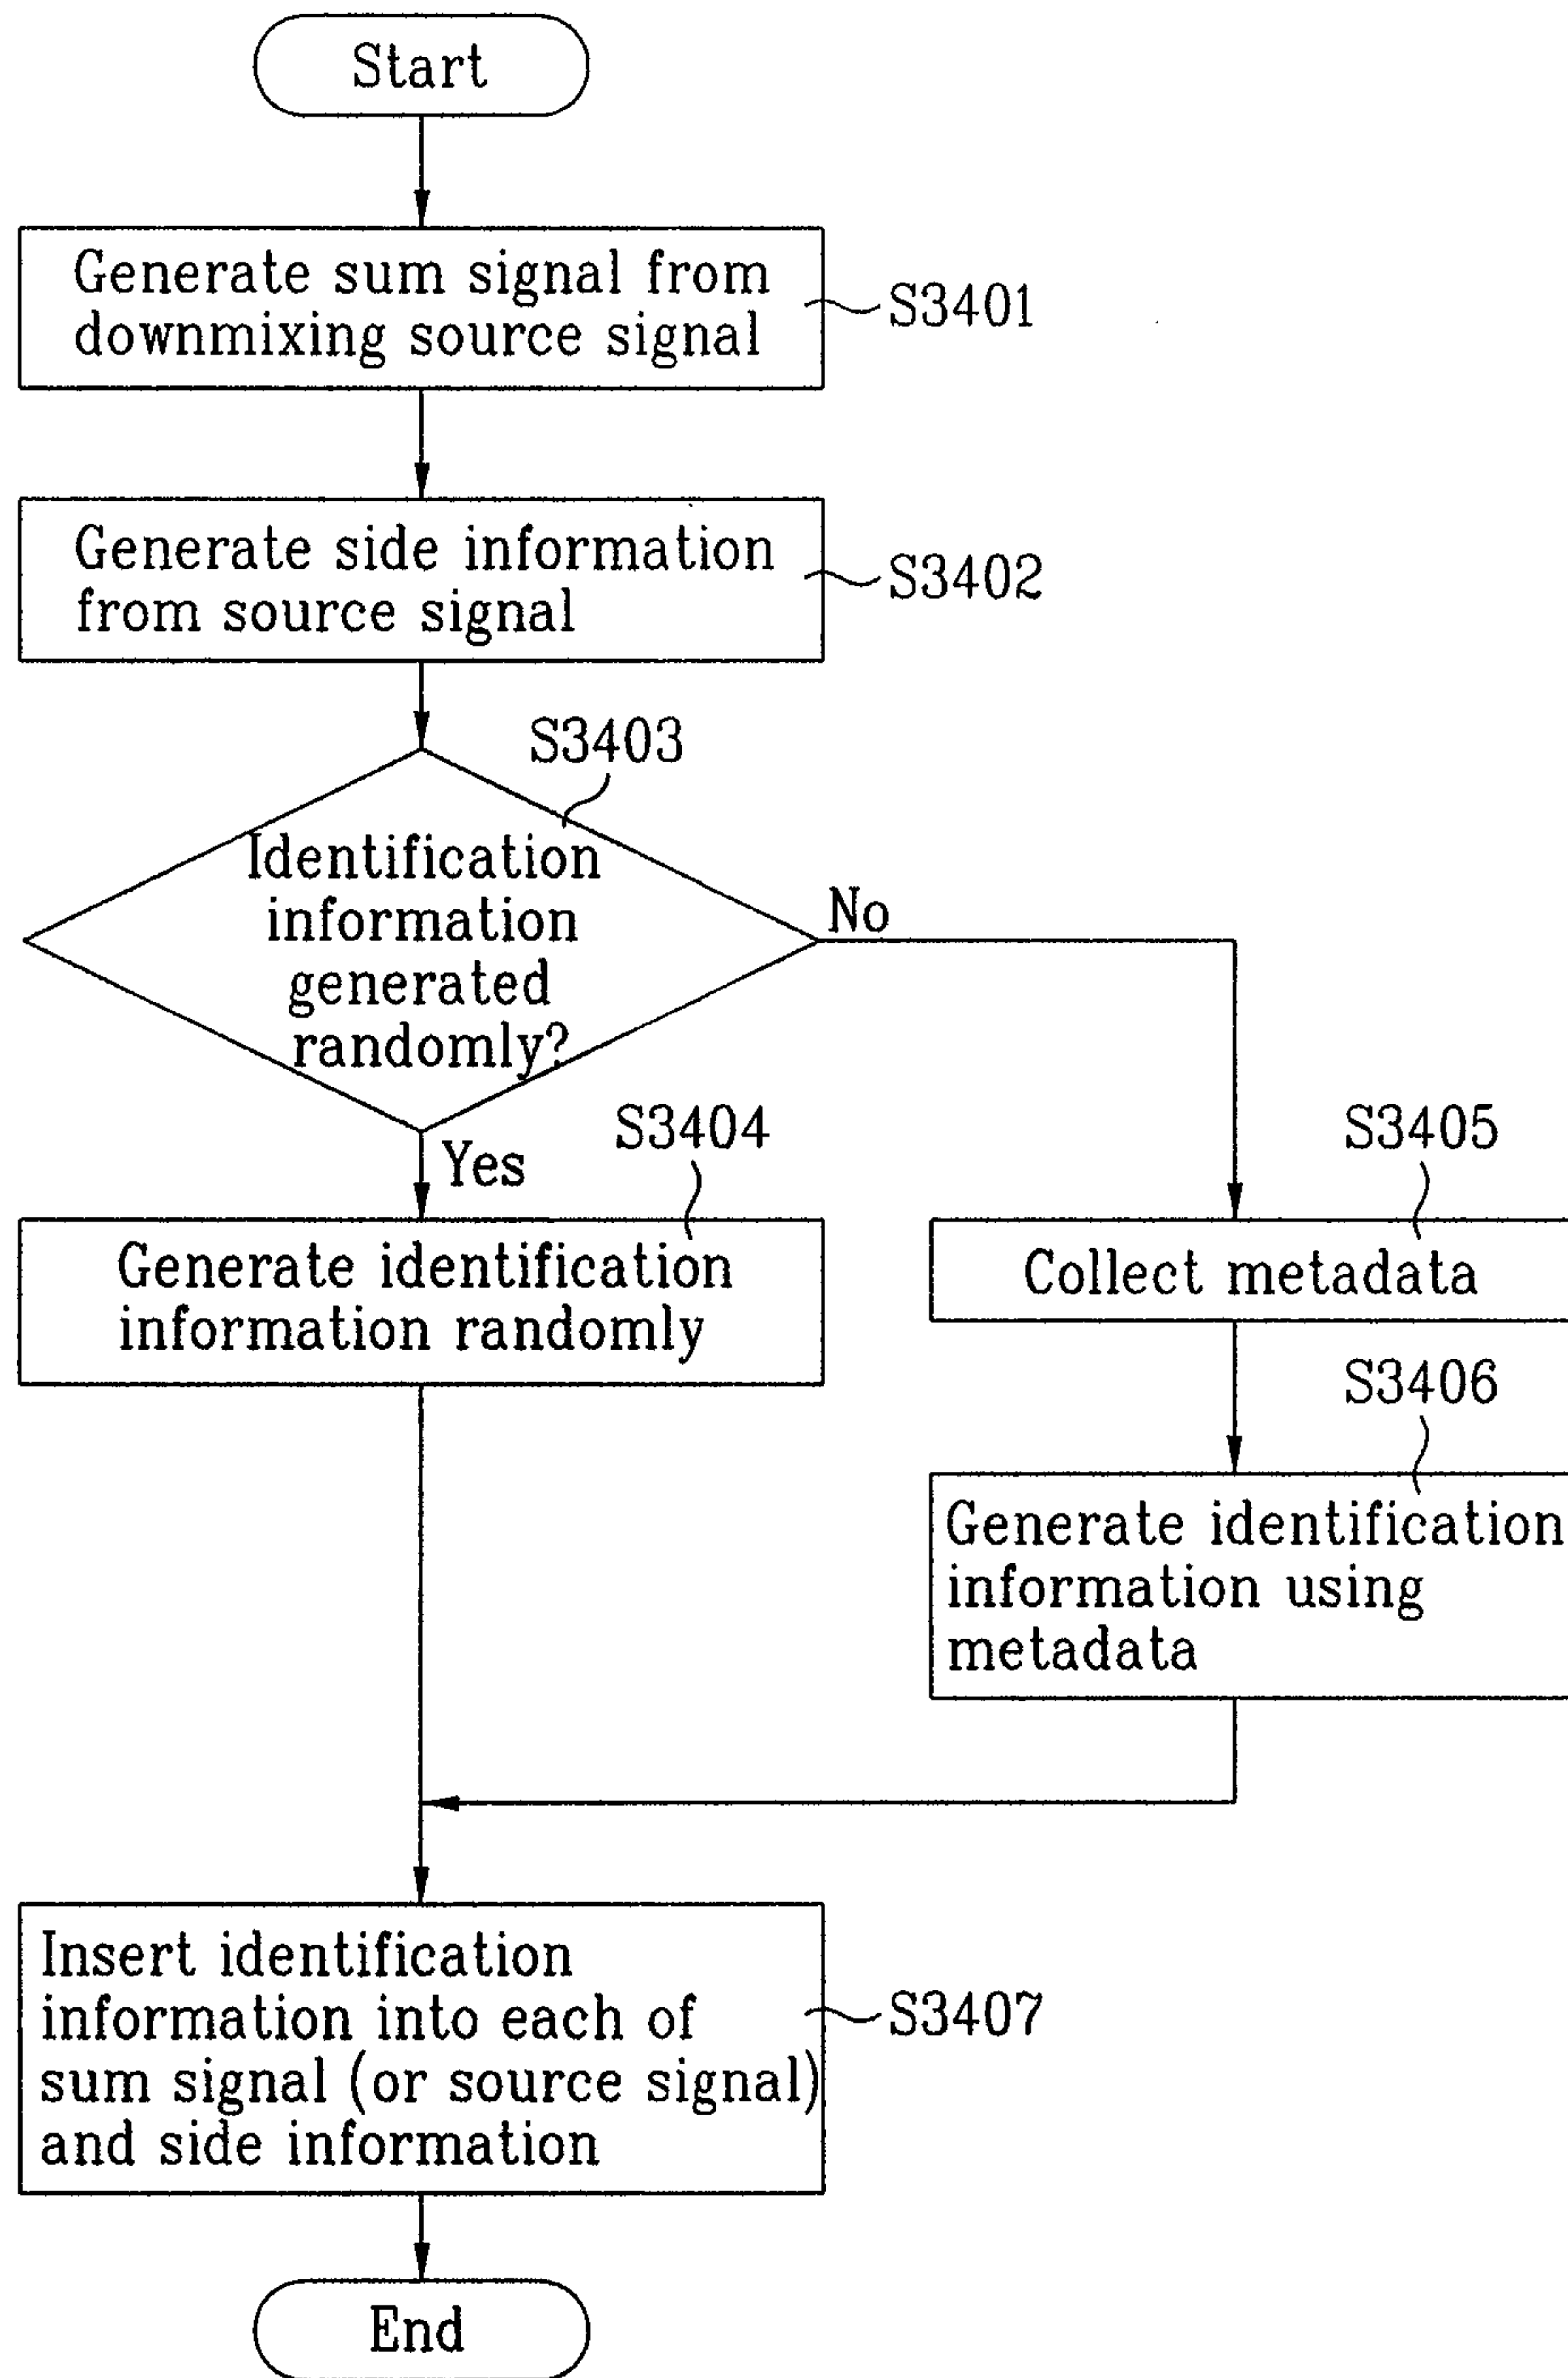 Start
Generate sum signal from
downmixing source signal
S3401
Generate side information
from source signal
S3402
S3403
Identification
information
generated
randomly?
No
Yes
S3404
Generate identification
information randomly
S3405
Collect metadata
S3406
Generate identification
information using
metadata
Insert identification
information into each of
sum signal (or source signal)
and side information
S3407
End